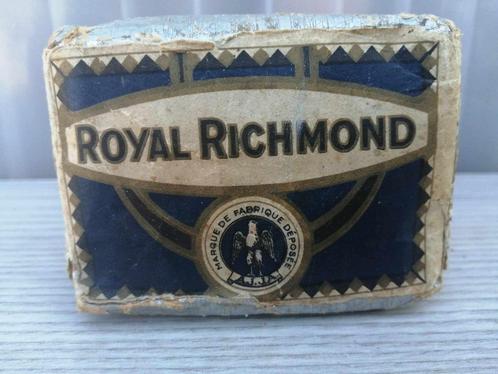 ROYAL RICHMOND
MARQUE DE FABRIQUE DÉPOSÉE